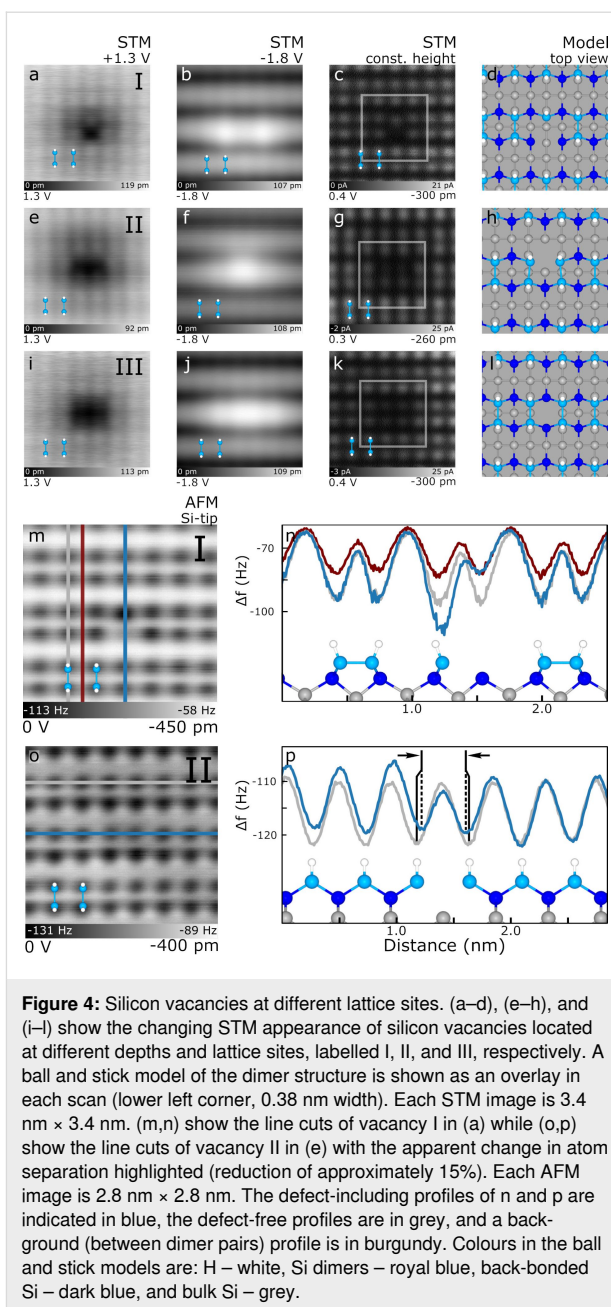 STM STM STM Model
+1.3 V -1.8 V const. height top view
a I b c d
0 pm 119 pm 0 pm 107 pm 0 pA 21 pA
1.3 V -1.8 V 0.4 V -300 pm
e II f g h
0 pm 92 pm 0 pm 108 pm -2 pA 25 pA
1.3 V -1.8 V 0.3 V -260 pm
i III j k l
0 pm 113 pm 0 pm 109 pm -3 pA 25 pA
1.3 V -1.8 V 0.4 V -300 pm
AFM
Si-tip
m I n
-70
Δf (Hz)
-100
-113 Hz -58 Hz 1.0 2.0
0 V -450 pm
o II p
-110
Δf (Hz)
-120
-131 Hz -89 Hz 1.0 2.0
0 V -400 pm Distance (nm)
Figure 4: Silicon vacancies at different lattice sites. (a–d), (e–h), and
(i–l) show the changing STM appearance of silicon vacancies located
at different depths and lattice sites, labelled I, II, and III, respectively. A
ball and stick model of the dimer structure is shown as an overlay in
each scan (lower left corner, 0.38 nm width). Each STM image is 3.4
nm × 3.4 nm. (m,n) show the line cuts of vacancy I in (a) while (o,p)
show the line cuts of vacancy II in (e) with the apparent change in atom
separation highlighted (reduction of approximately 15%). Each AFM
image is 2.8 nm × 2.8 nm. The defect-including profiles of n and p are
indicated in blue, the defect-free profiles are in grey, and a back-
ground (between dimer pairs) profile is in burgundy. Colours in the ball
and stick models are: H – white, Si dimers – royal blue, back-bonded
Si – dark blue, and bulk Si – grey.